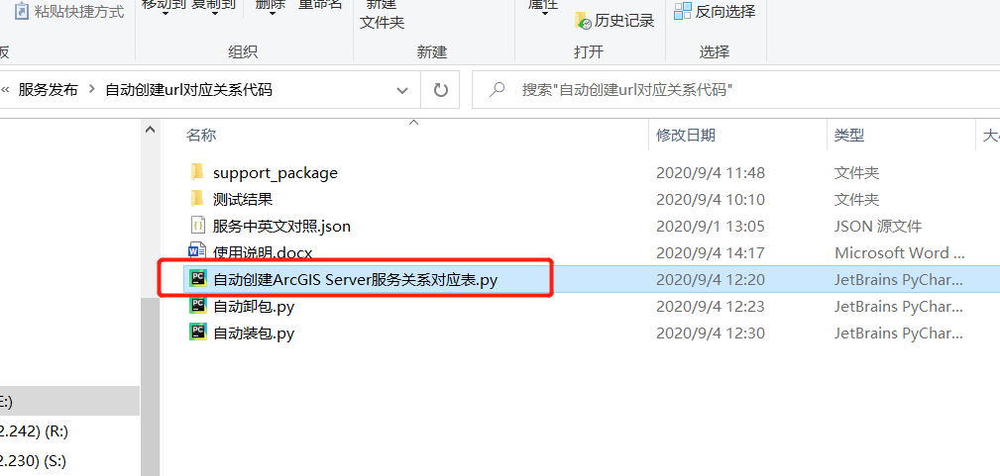 粘贴快捷方式
移动到 复制到 删除 重命名
新建
文件夹
属性
历史记录
反向选择
板 组织 新建 打开 选择
« 服务发布 > 自动创建url对应关系代码
搜索"自动创建url对应关系代码"
名称 修改日期 类型 大小
support_package 2020/9/4 11:48 文件夹
测试结果 2020/9/4 10:10 文件夹
服务中英文对照.json 2020/9/1 13:05 JSON 源文件
使用说明.docx 2020/9/4 14:17 Microsoft Word ...
自动创建ArcGIS Server服务关系对应表.py 2020/9/4 12:20 JetBrains PyChar...
自动卸包.py 2020/9/4 12:23 JetBrains PyChar...
自动装包.py 2020/9/4 12:30 JetBrains PyChar...
E:)
2.242) (R:)
2.230) (S:)